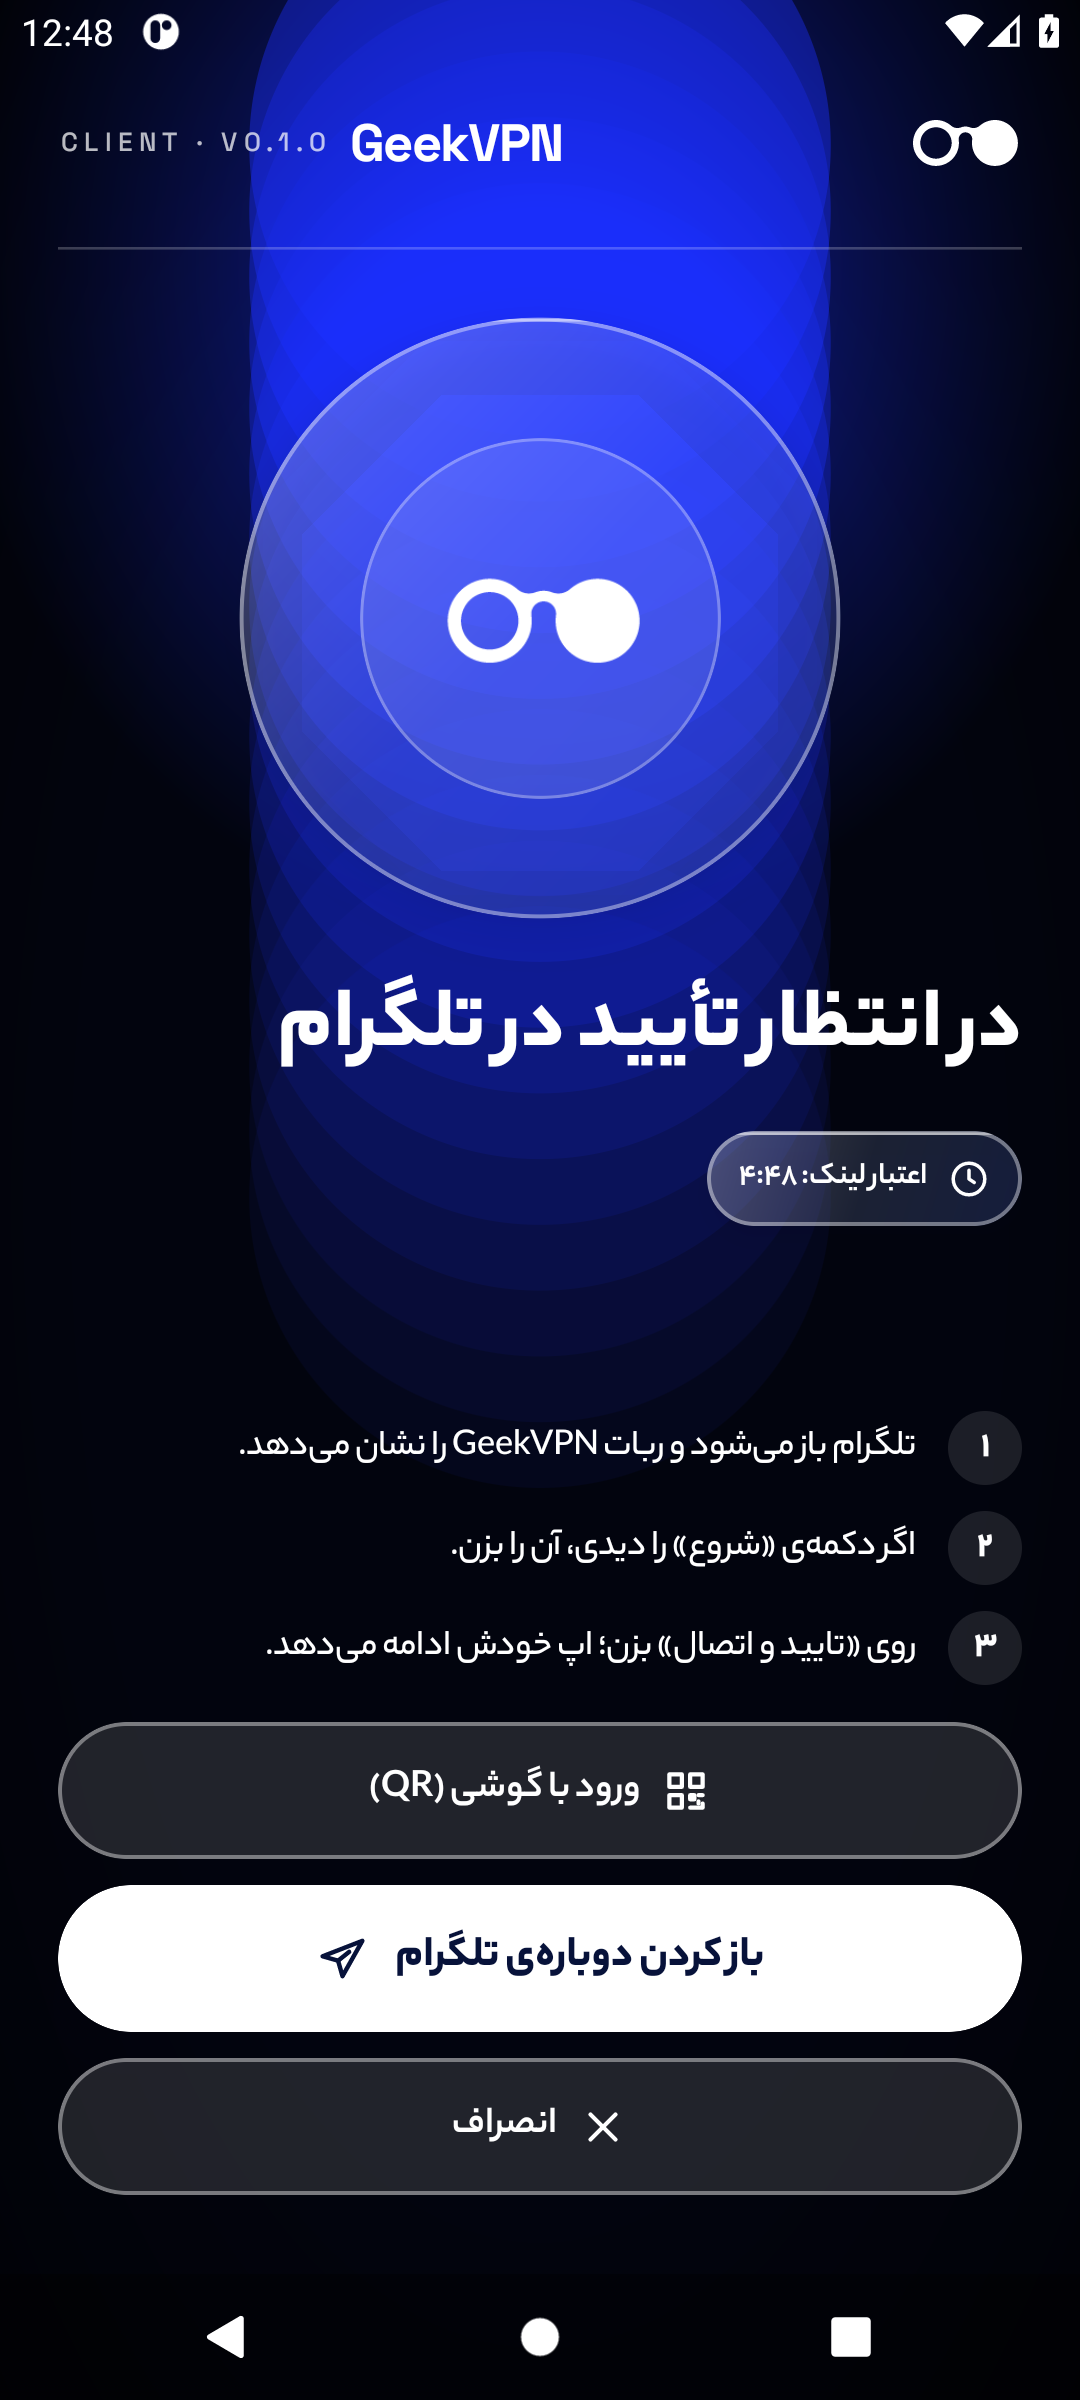 12:48
CLIENT · V0.1.0 GeekVPN
در انتظار تأیید در تلگرام
اعتبار لینک: ۴:۴۸
۱ تلگرام باز می‌شود و ربات GeekVPN را نشان می‌دهد.
۲ اگر دکمه‌ی «شروع» را دیدی، آن را بزن.
۳ روی «تایید و اتصال» بزن؛ اپ خودش ادامه می‌دهد.
ورود با گوشی (QR)
باز کردن دوباره‌ی تلگرام
انصراف